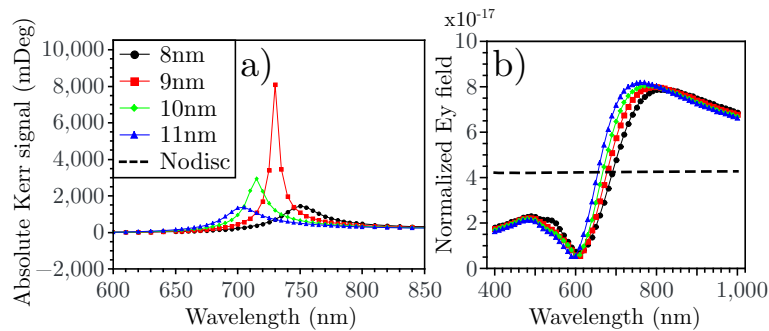 x10-17
10,000
8,000
6,000
4,000
2,000
0
−2,000
Absolute Kerr signal (mDeg)
8nm
9nm
10nm
11nm
Nodisc
a)
600
650
700
750
800
850
Wavelength (nm)
10
8
6
4
2
0
Normalized Ey field
b)
400
600
800
1,000
Wavelength (nm)